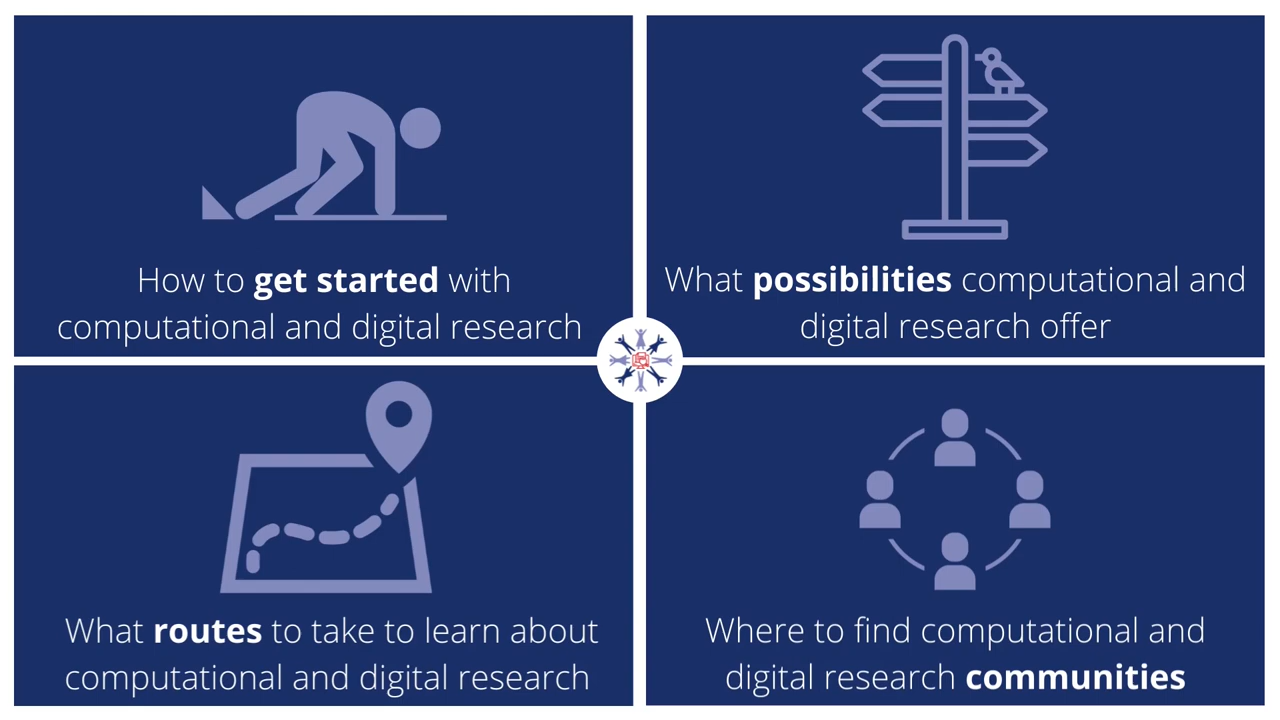 How to get started with
computational and digital research
What possibilities computational and
digital research offer
What routes to take to learn about
computational and digital research
Where to find computational and
digital research communities